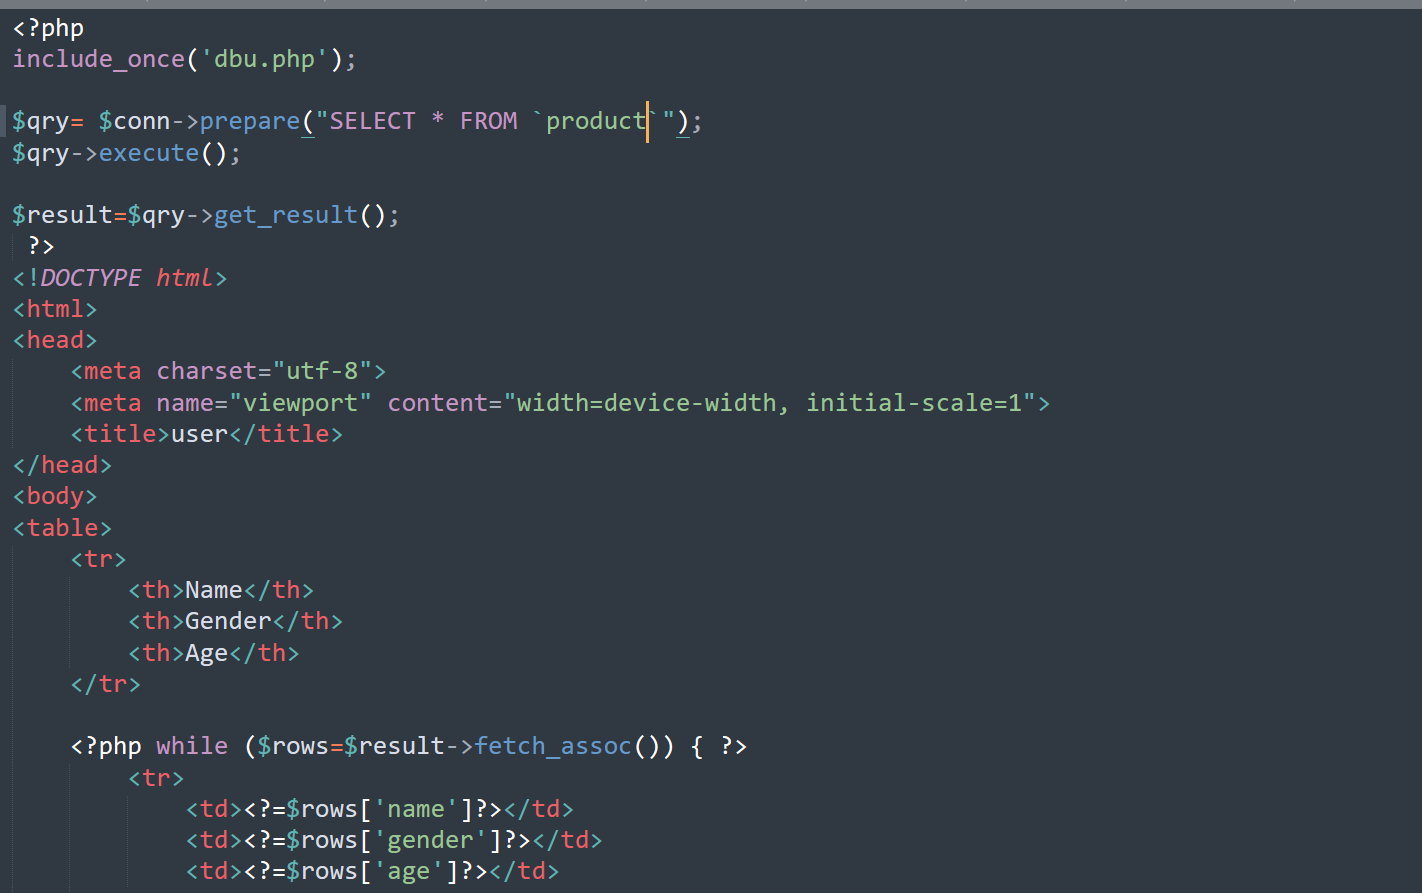 <?php
include_once('dbu.php');
$qry= $conn->prepare("SELECT * FROM `product`");
$qry->execute();
$result=$qry->get_result();
?>
<!DOCTYPE html>
<html>
<head>
<meta charset="utf-8">
<meta name="viewport" content="width=device-width, initial-scale=1">
<title>user</title>
</head>
<body>
<table>
<tr>
<th>Name</th>
<th>Gender</th>
<th>Age</th>
</tr>
<?php while ($rows=$result->fetch_assoc()) { ?>
<tr>
<td><?=$rows['name']?></td>
<td><?=$rows['gender']?></td>
<td><?=$rows['age']?></td>